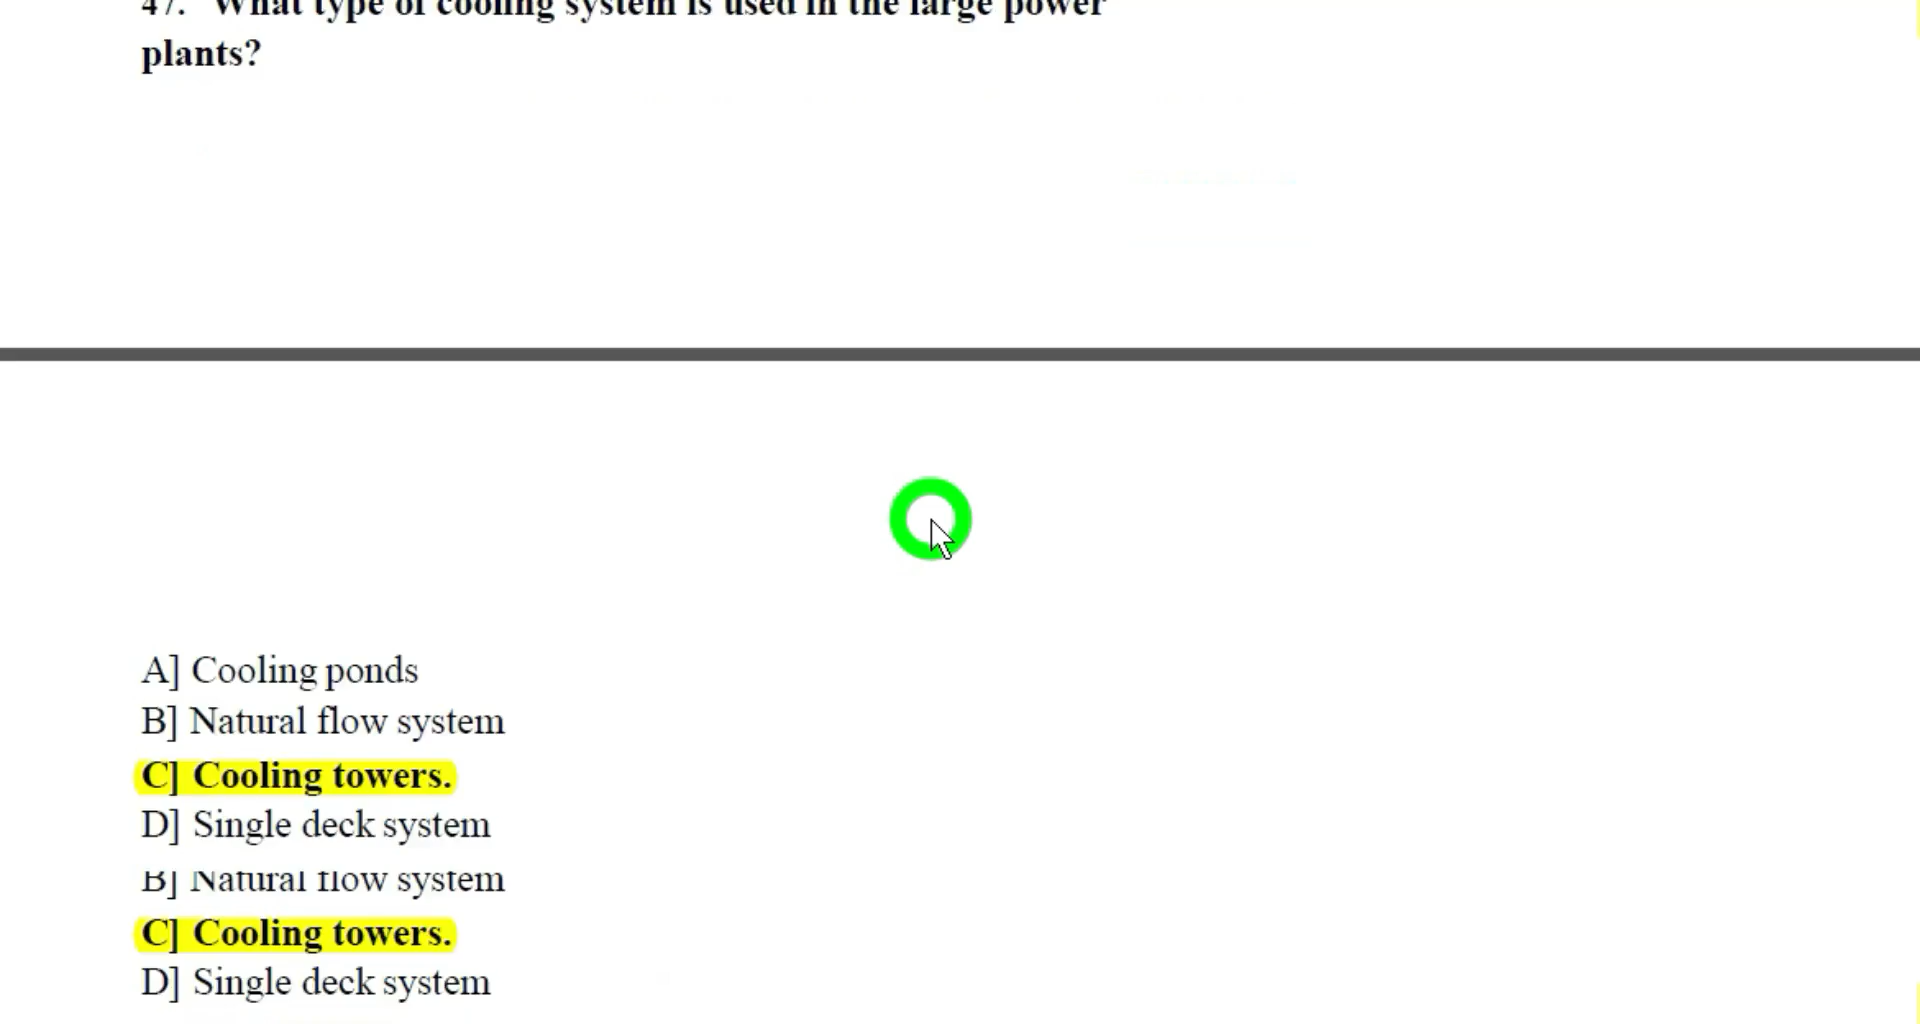 47. What type of cooling system is used in the large power
plants?
A] Cooling ponds
B] Natural flow system
C] Cooling towers.
D] Single deck system
B] Natural flow system
C] Cooling towers.
D] Single deck system